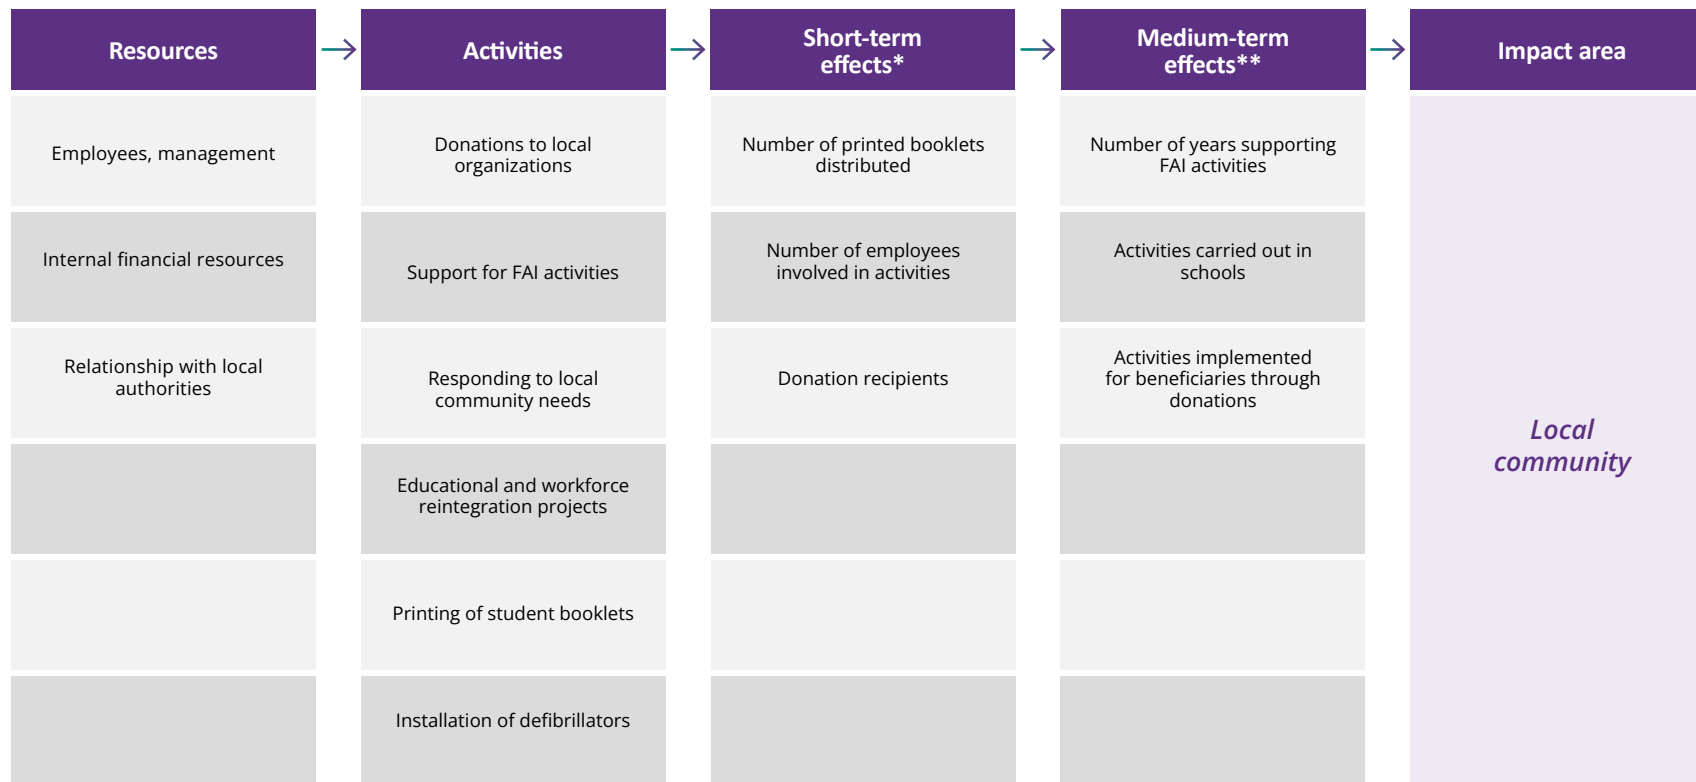 Resources
Activities
Short-term
effects*
Medium-term
effects**
Impact area
Employees, management
Donations to local
organizations
Number of printed booklets
distributed
Number of years supporting
FAI activities
Internal financial resources
Support for FAI activities
Number of employees
involved in activities
Activities carried out in
schools
Relationship with local
authorities
Responding to local
community needs
Donation recipients
Activities implemented
for beneficiaries through
donations
Local
community
Educational and workforce
reintegration projects
Printing of student booklets
Installation of defibrillators